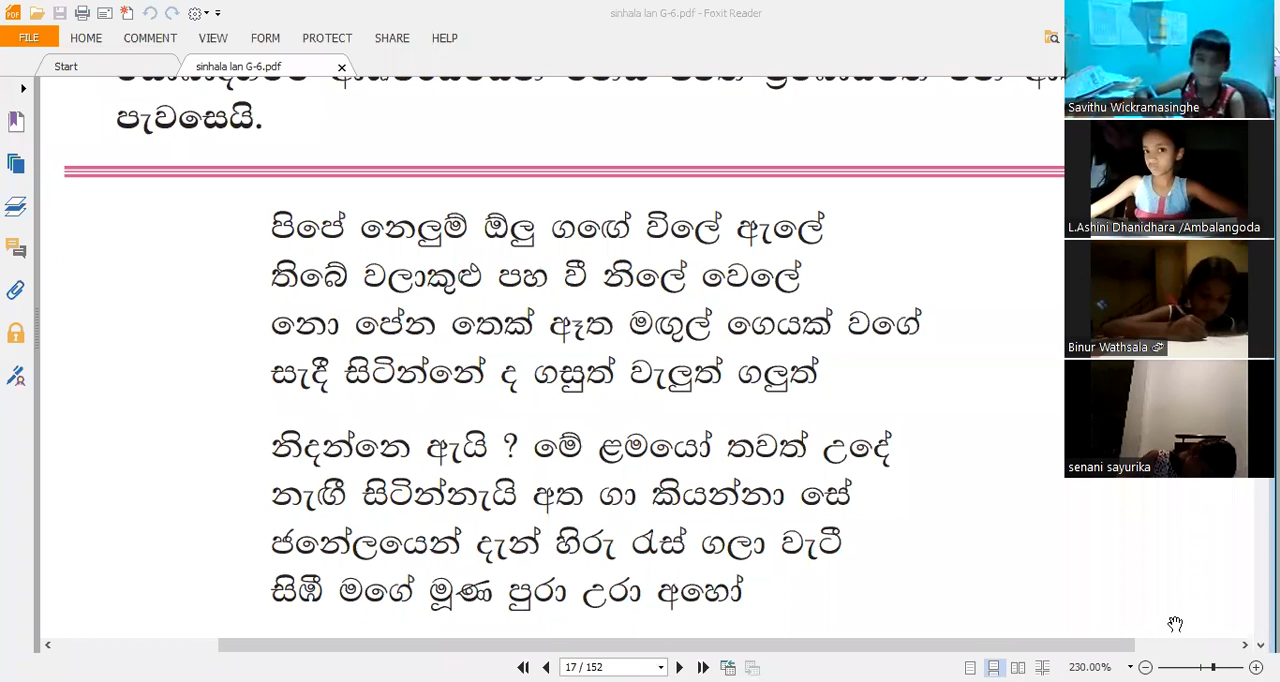 sinhala lan G-6.pdf - Foxit Reader
FILE HOME COMMENT VIEW FORM PROTECT SHARE HELP
Start sinhala lan G-6.pdf
පැවසෙයි.
පිපේ නෙලුම් ඕලු ගඟේ විලේ ඇලේ
තිබේ වලාකුළු පහ වී නිලේ වෙලේ
නො පේන තෙක් ඈත මඟුල් ගෙයක් වගේ
සැදී සිටින්නේ ද ගසුත් වැලුත් ගලුත්
නිදන්නෙ ඇයි ? මේ ළමයෝ තවත් උදේ
නැඟී සිටින්නැයි අත ගා කියන්නා සේ
ජනේලයෙන් දැන් හිරු රැස් ගලා වැටී
සිඹී මගේ මූණ පුරා උරා අහෝ
Savithu Wickramasinghe
L.Ashini Dhanidhara /Ambalangoda
Binur Wathsala
senani sayurika
17 / 152
230.00%